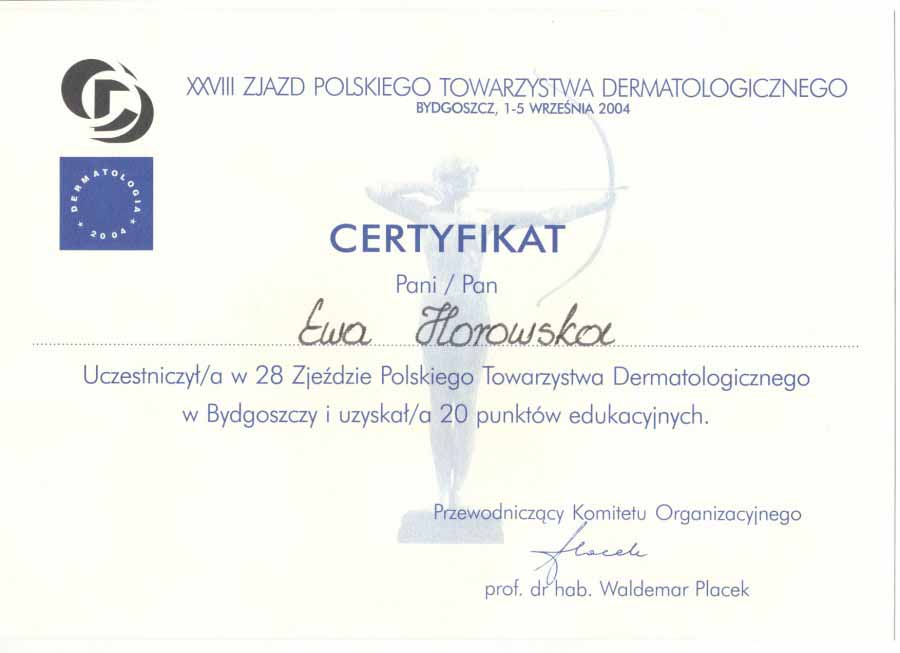 XXVIII ZJAZD POLSKIEGO TOWARZYSTWA DERMATOLOGICZNEGO
BYDGOSZCZ, 1-5 WRZEŚNIA 2004
DERMATOLOGIA
* 2004 *
CERTYFIKAT
Pani / Pan
Ewa Horowska
Uczestniczył/a w 28 Zjeździe Polskiego Towarzystwa Dermatologicznego
w Bydgoszczy i uzyskał/a 20 punktów edukacyjnych.
Przewodniczący Komitetu Organizacyjnego
Placek
prof. dr hab. Waldemar Placek